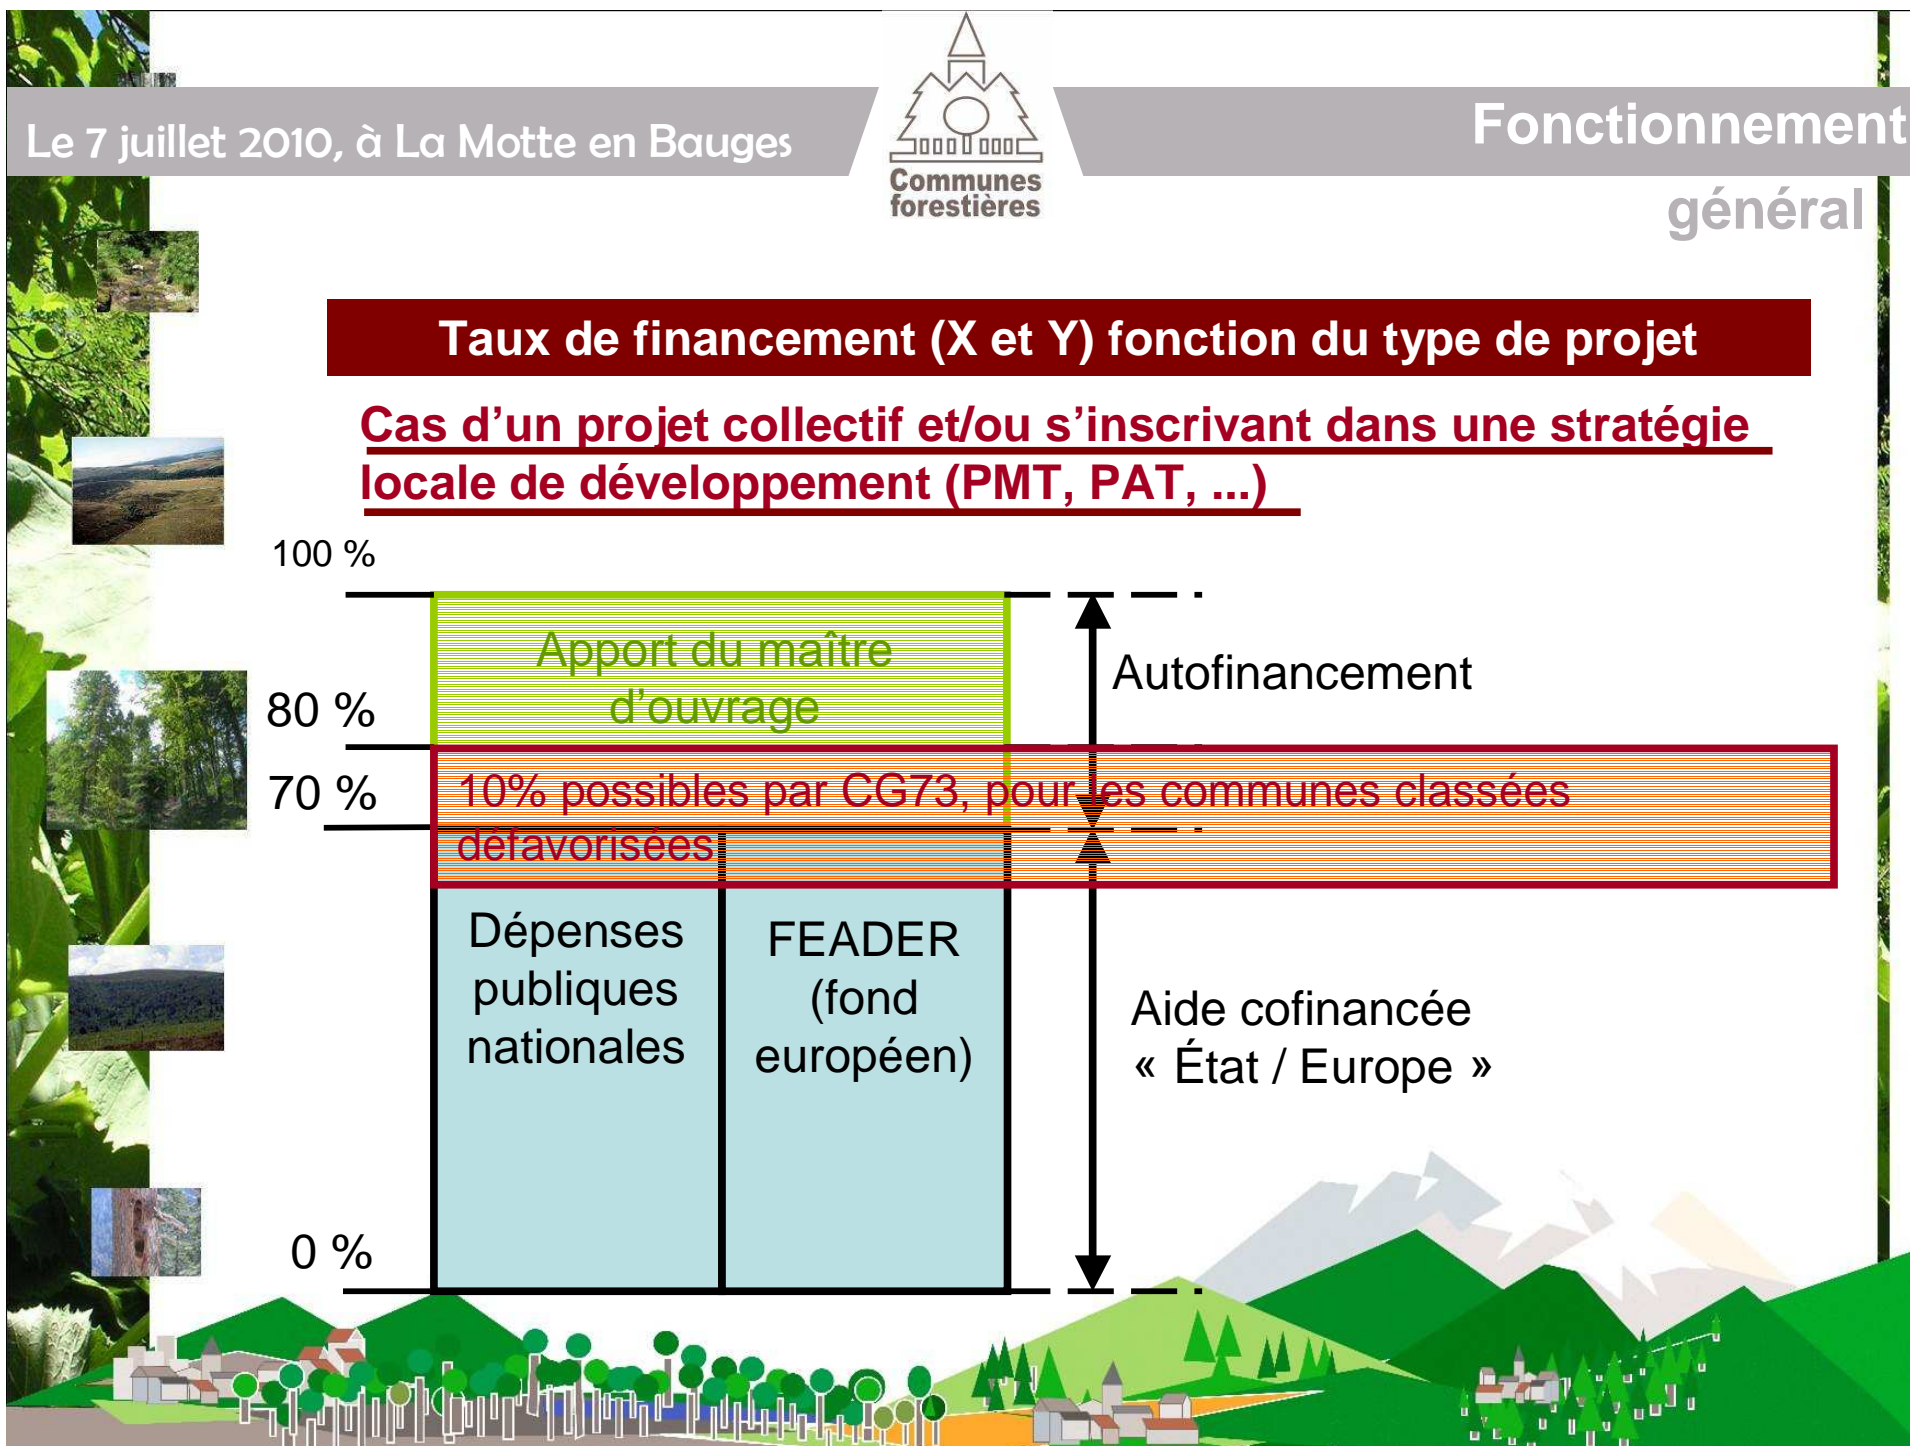 Le 7 juillet 2010, à La Motte en Bauges
Communes
forestières
Fonctionnement
général
Taux de financement (X et Y) fonction du type de projet
Cas d’un projet collectif et/ou s’inscrivant dans une stratégie
locale de développement (PMT, PAT, ...)
100 %
Apport du maître
d’ouvrage
Autofinancement
80 %
70 %
10% possibles par CG73, pour les communes classées
défavorisées
Dépenses
publiques
nationales
FEADER
(fond
européen)
Aide cofinancée
« État / Europe »
0 %